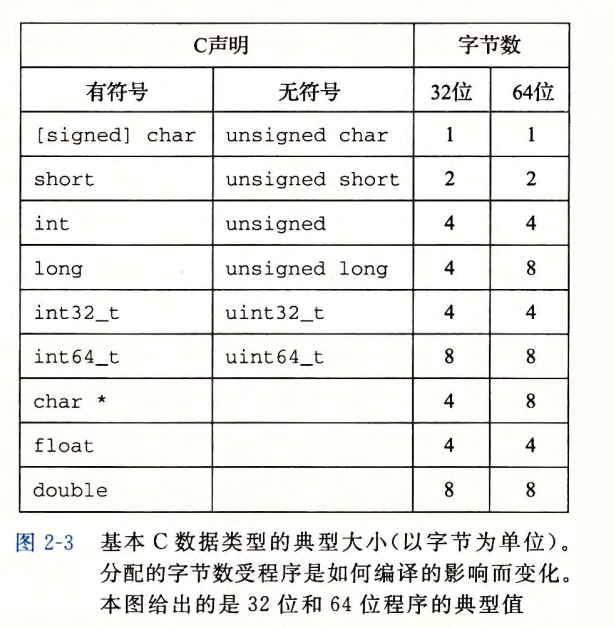 C声明 字节数
有符号 无符号 32位 64位
[signed] char unsigned char 1 1
short unsigned short 2 2
int unsigned 4 4
long unsigned long 4 8
int32_t uint32_t 4 4
int64_t uint64_t 8 8
char * 4 8
float 4 4
double 8 8
图 2-3 基本 C 数据类型的典型大小(以字节为单位)。
分配的字节数受程序是如何编译的影响而变化。
本图给出的是 32 位和 64 位程序的典型值